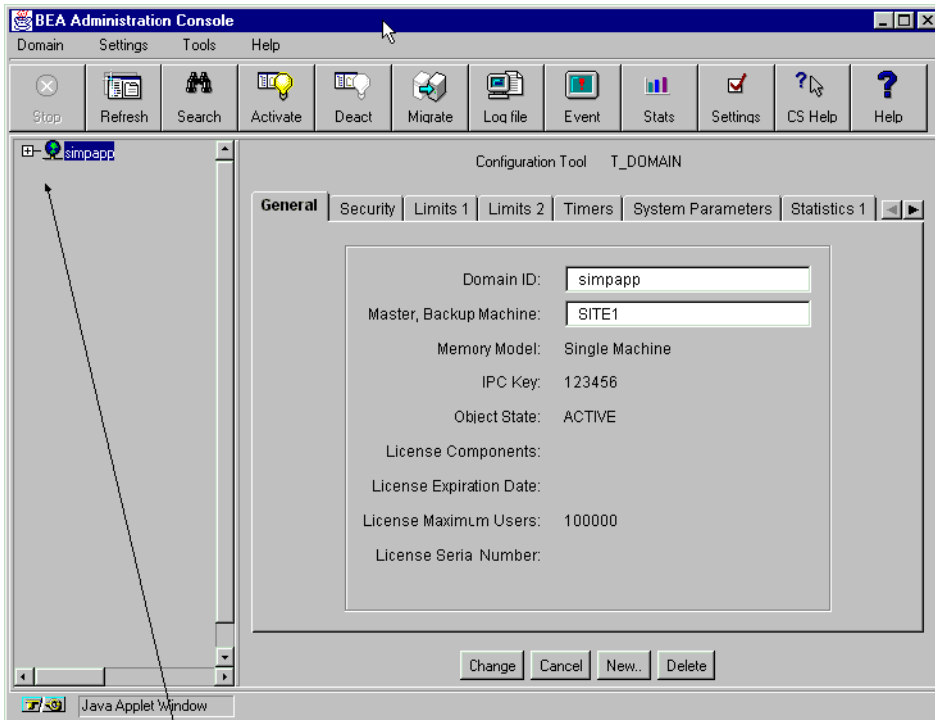 BEA Administration Console
Domain Settings Tools Help
Stop Refresh Search Activate Deact Migrate Log file Event Stats Settings CS Help Help
simpapp
Configuration Tool T_DOMAIN
General Security Limits 1 Limits 2 Timers System Parameters Statistics 1
Domain ID: simpapp
Master, Backup Machine: SITE1
Memory Model: Single Machine
IPC Key: 123456
Object State: ACTIVE
License Components:
License Expiration Date:
License Maximum Users: 100000
License Seria Number:
Change Cancel New.. Delete
Java Applet Window